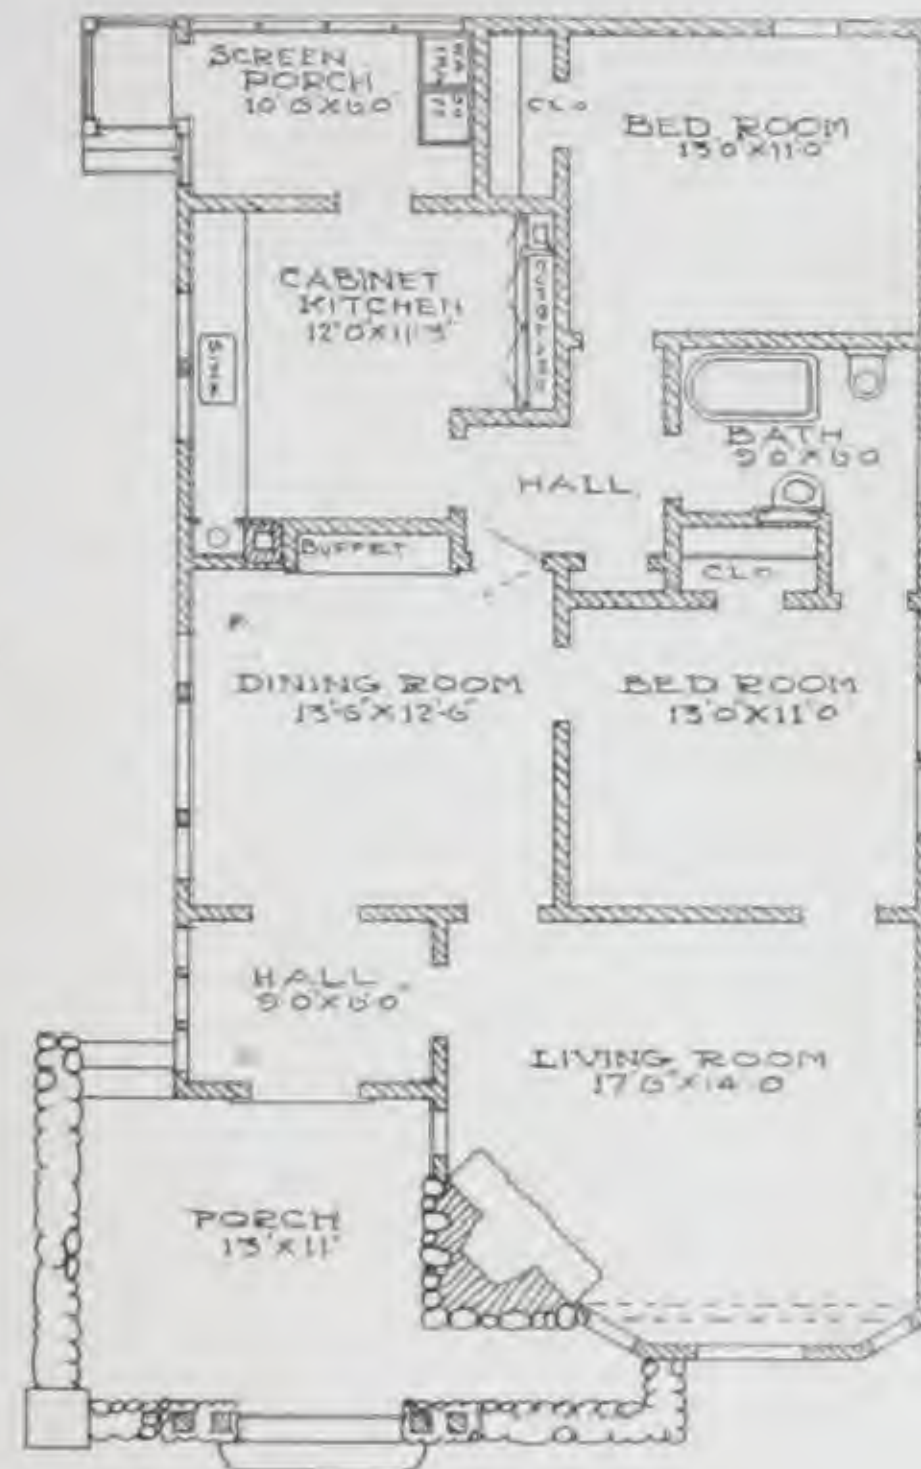 SCREEN
PORCH
10'6"X6'0"
CLO
BED ROOM
13'0"X11'0"
CABINET
KITCHEN
12'0"X11'3"
SINK
BATH
9'0"X6'0"
HALL
BUFFET
CLO.
DINING ROOM
13'-6"X12'-6"
BED ROOM
13'0"X11'0
HALL
9'0"X6'0"
LIVING ROOM
17'6"X14'-0
PORCH
13'X11'